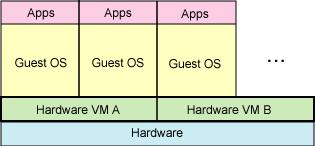 Apps Apps Apps
Guest OS Guest OS Guest OS ...
Hardware VM A Hardware VM B
Hardware